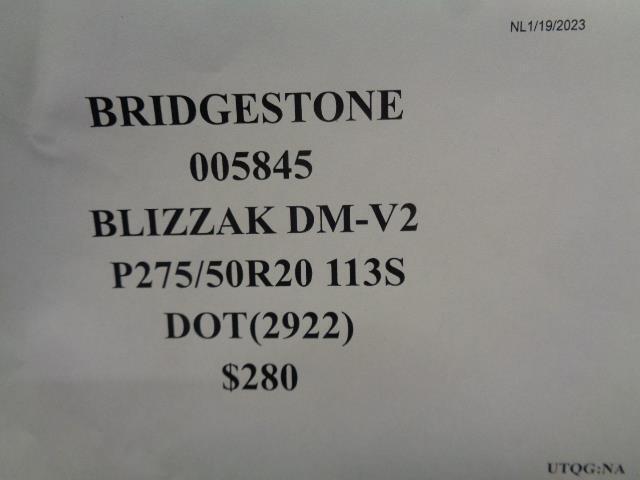 NL1/19/2023
BRIDGESTONE
005845
BLIZZAK DM-V2
P275/50R20 113S
DOT(2922)
$280
UTQG:NA